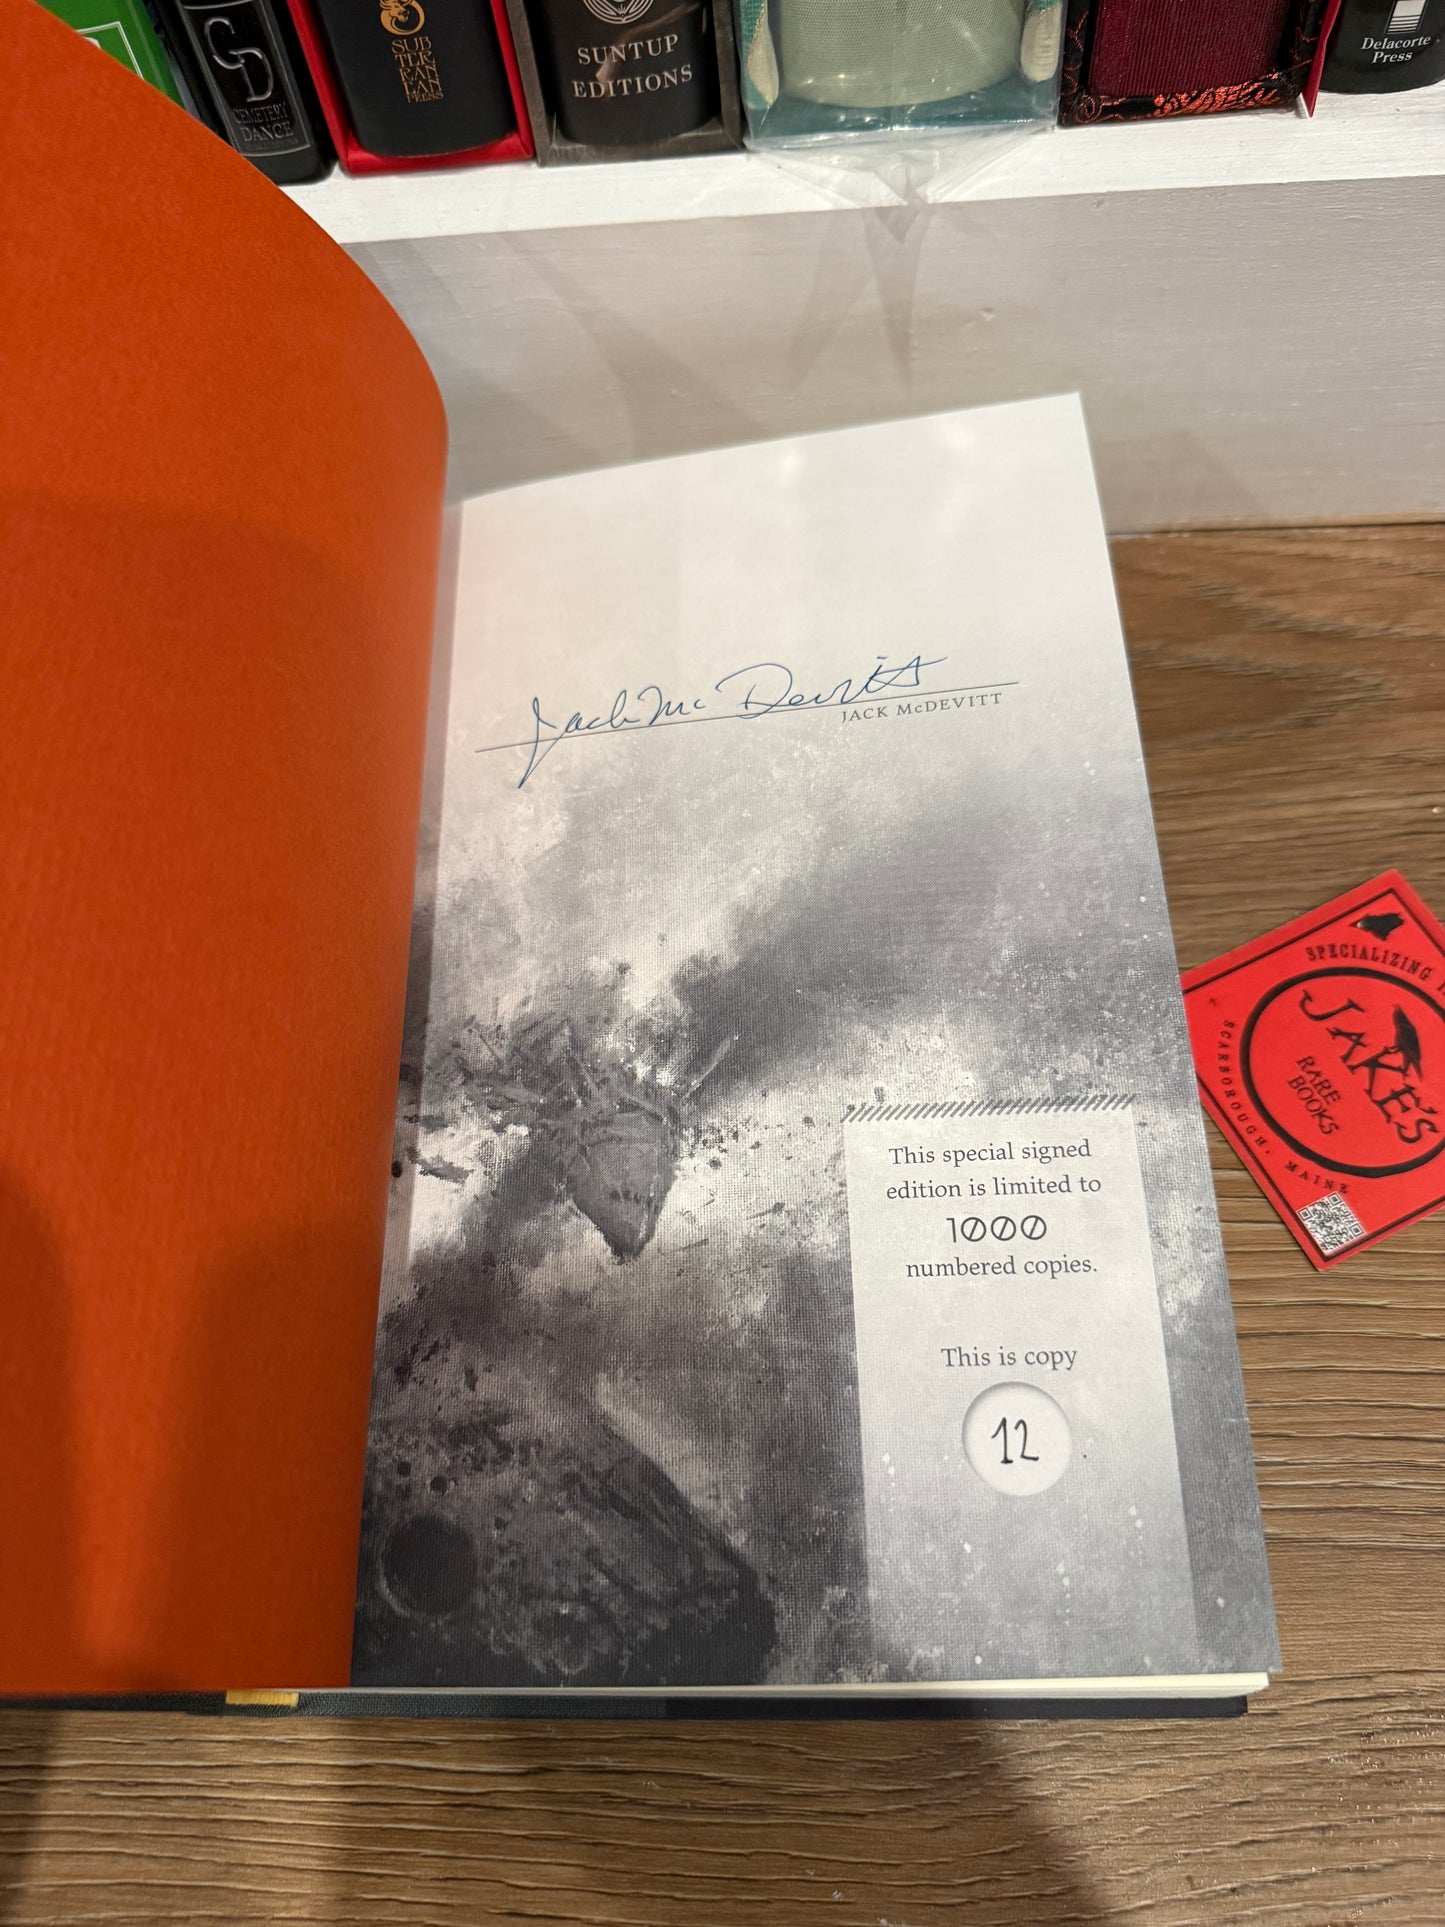 CD
CEMETERY
DANCE
PUBLICATIONS
SUB
TER
RAN
EAN
PRESS
SUNTUP
EDITIONS
Delacorte
Press
Jack McDevitt
JACK McDEVITT
This special signed
edition is limited to
1000
numbered copies.
This is copy
12
SPECIALIZING
JAKE'S
RARE
BOOKS
SCARBOROUGH, MAINE